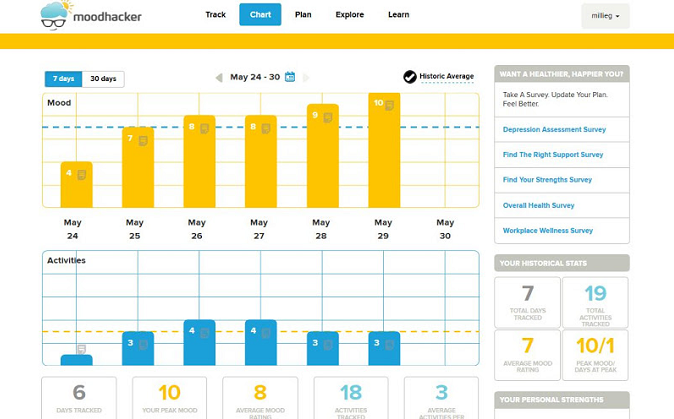 moodhacker
Track Chart Plan Explore Learn
millieg
7 days 30 days
May 24 - 30
Historic Average
Mood
4 7 8 8 9 10
May May May May May May May
24 25 26 27 28 29 30
Activities
3 4 4 3 3
6 10 8 18 3
DAYS TRACKED
YOUR PEAK MOOD
AVERAGE MOOD
RATING
ACTIVITIES
TRACKED
AVERAGE
ACTIVITIES PER
WANT A HEALTHIER, HAPPIER YOU?
Take A Survey. Update Your Plan.
Feel Better.
Depression Assessment Survey
Find The Right Support Survey
Find Your Strengths Survey
Overall Health Survey
Workplace Wellness Survey
YOUR HISTORICAL STATS
7
TOTAL DAYS
TRACKED
19
TOTAL
ACTIVITIES
TRACKED
7
AVERAGE MOOD
RATING
10/1
PEAK MOOD/
DAYS AT PEAK
YOUR PERSONAL STRENGTHS